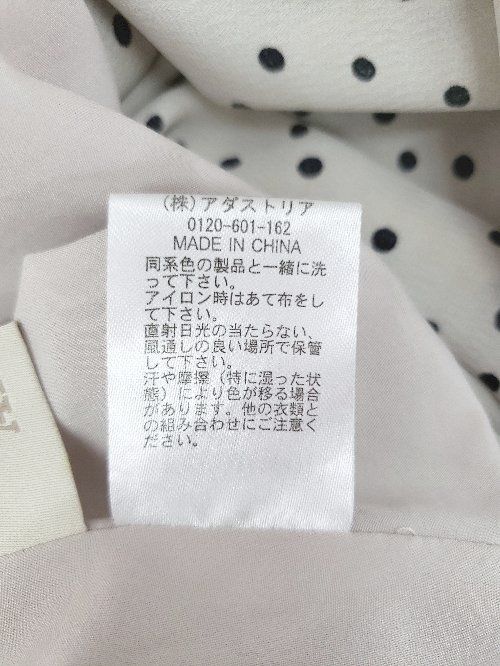 (株)アダストリア
0120-601-162
MADE IN CHINA
同系色の製品と一緒に洗
って下さい。
アイロン時はあて布をし
て下さい。
直射日光の当たらない、
風通しの良い場所で保管
して下さい。
汗や摩擦（特に湿った状
態）により色が移る場合
があります。他の衣類と
の組み合わせにご注意く
ださい。